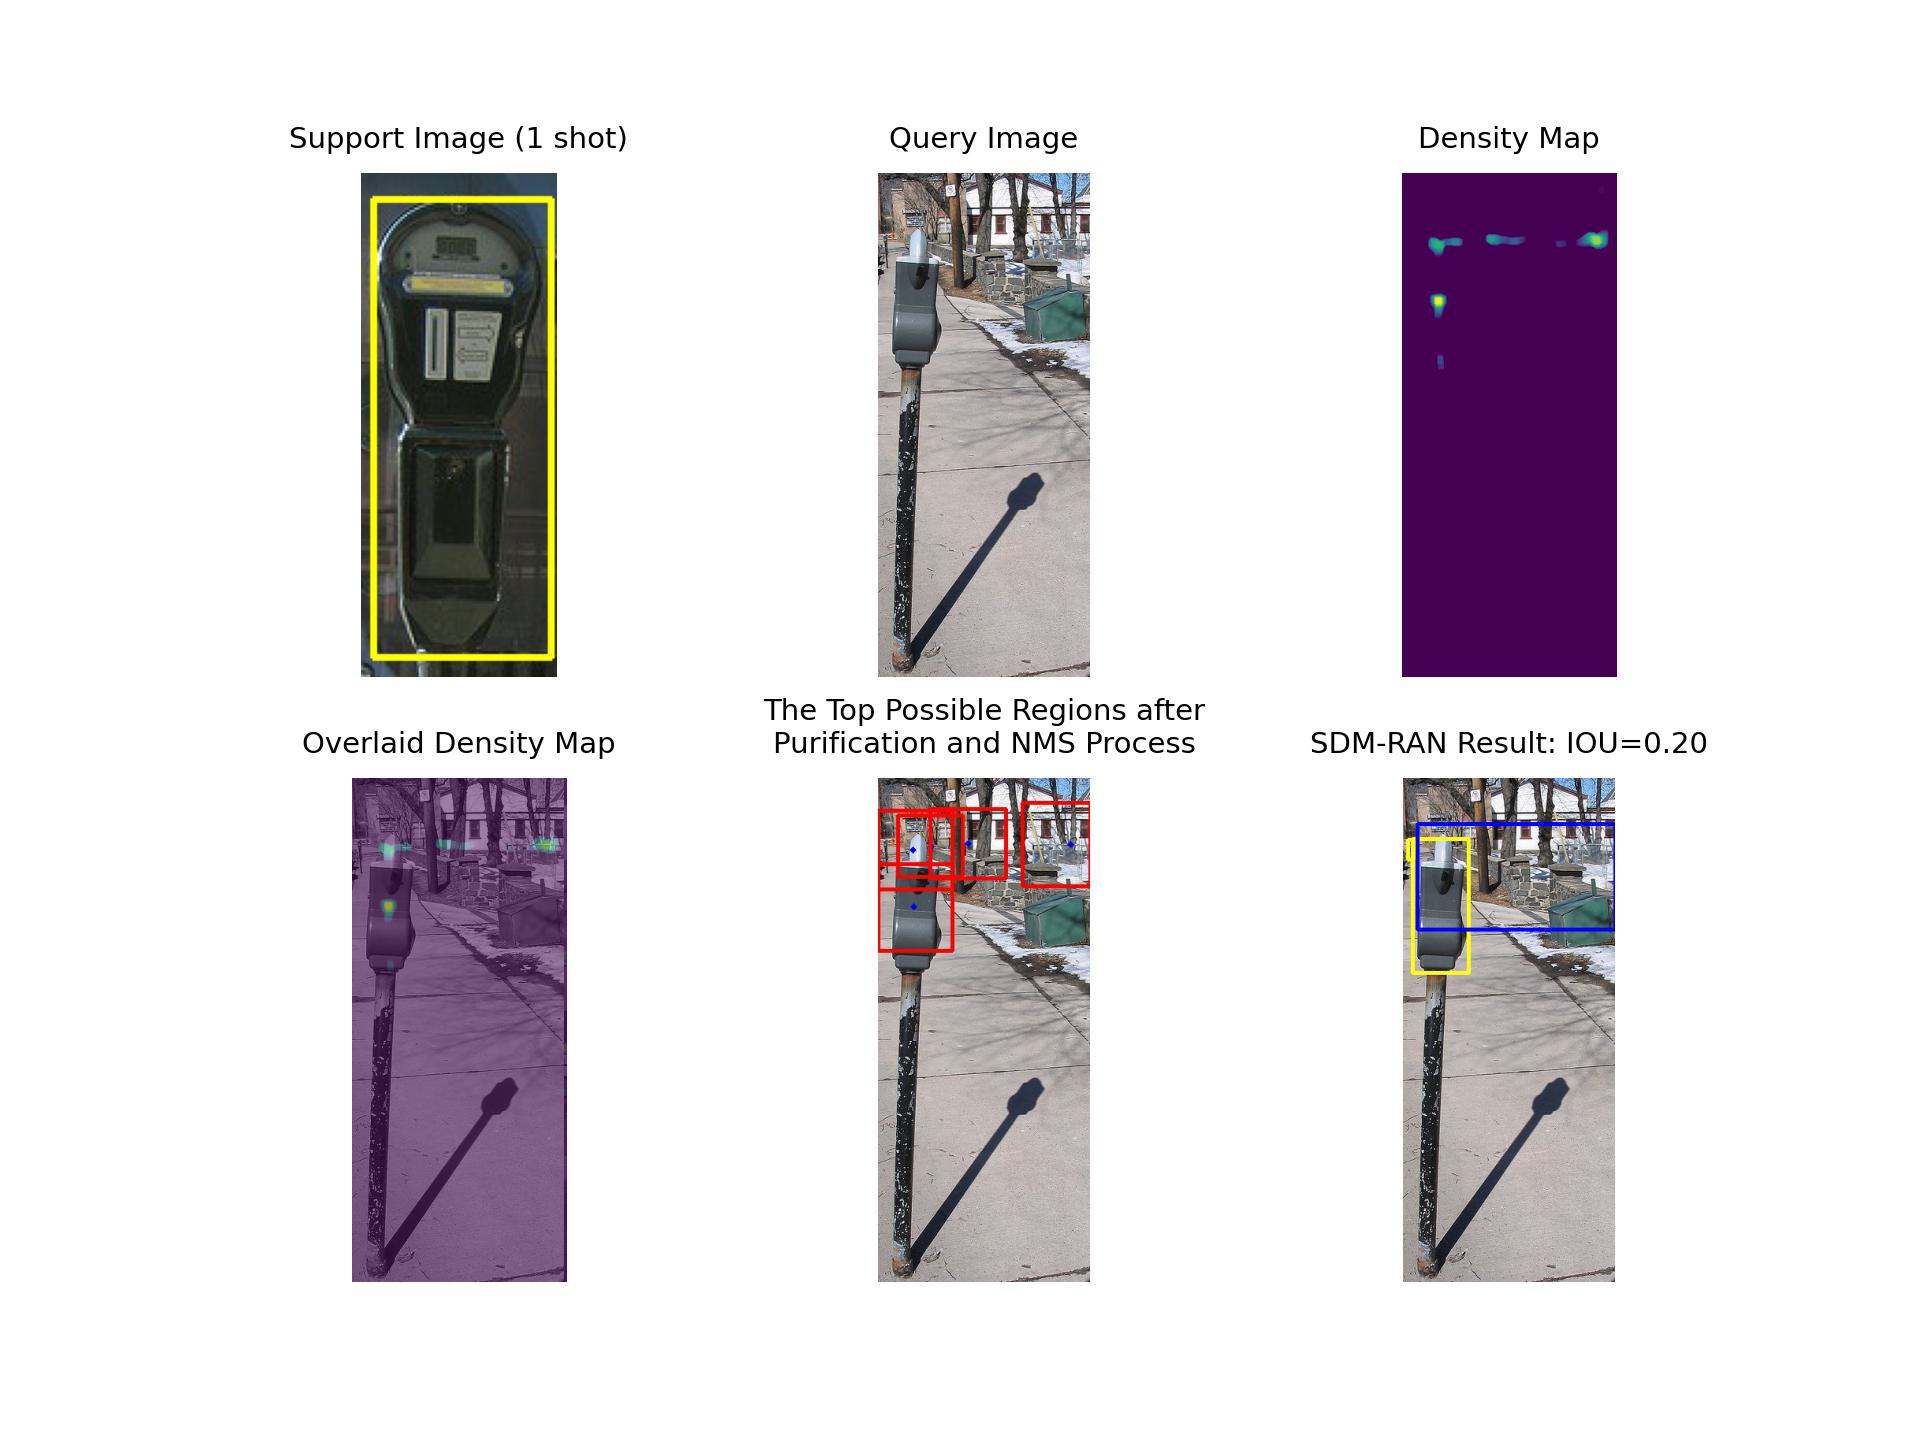 Support Image (1 shot)
Query Image
Density Map
Overlaid Density Map
The Top Possible Regions after
Purification and NMS Process
SDM-RAN Result: IOU=0.20